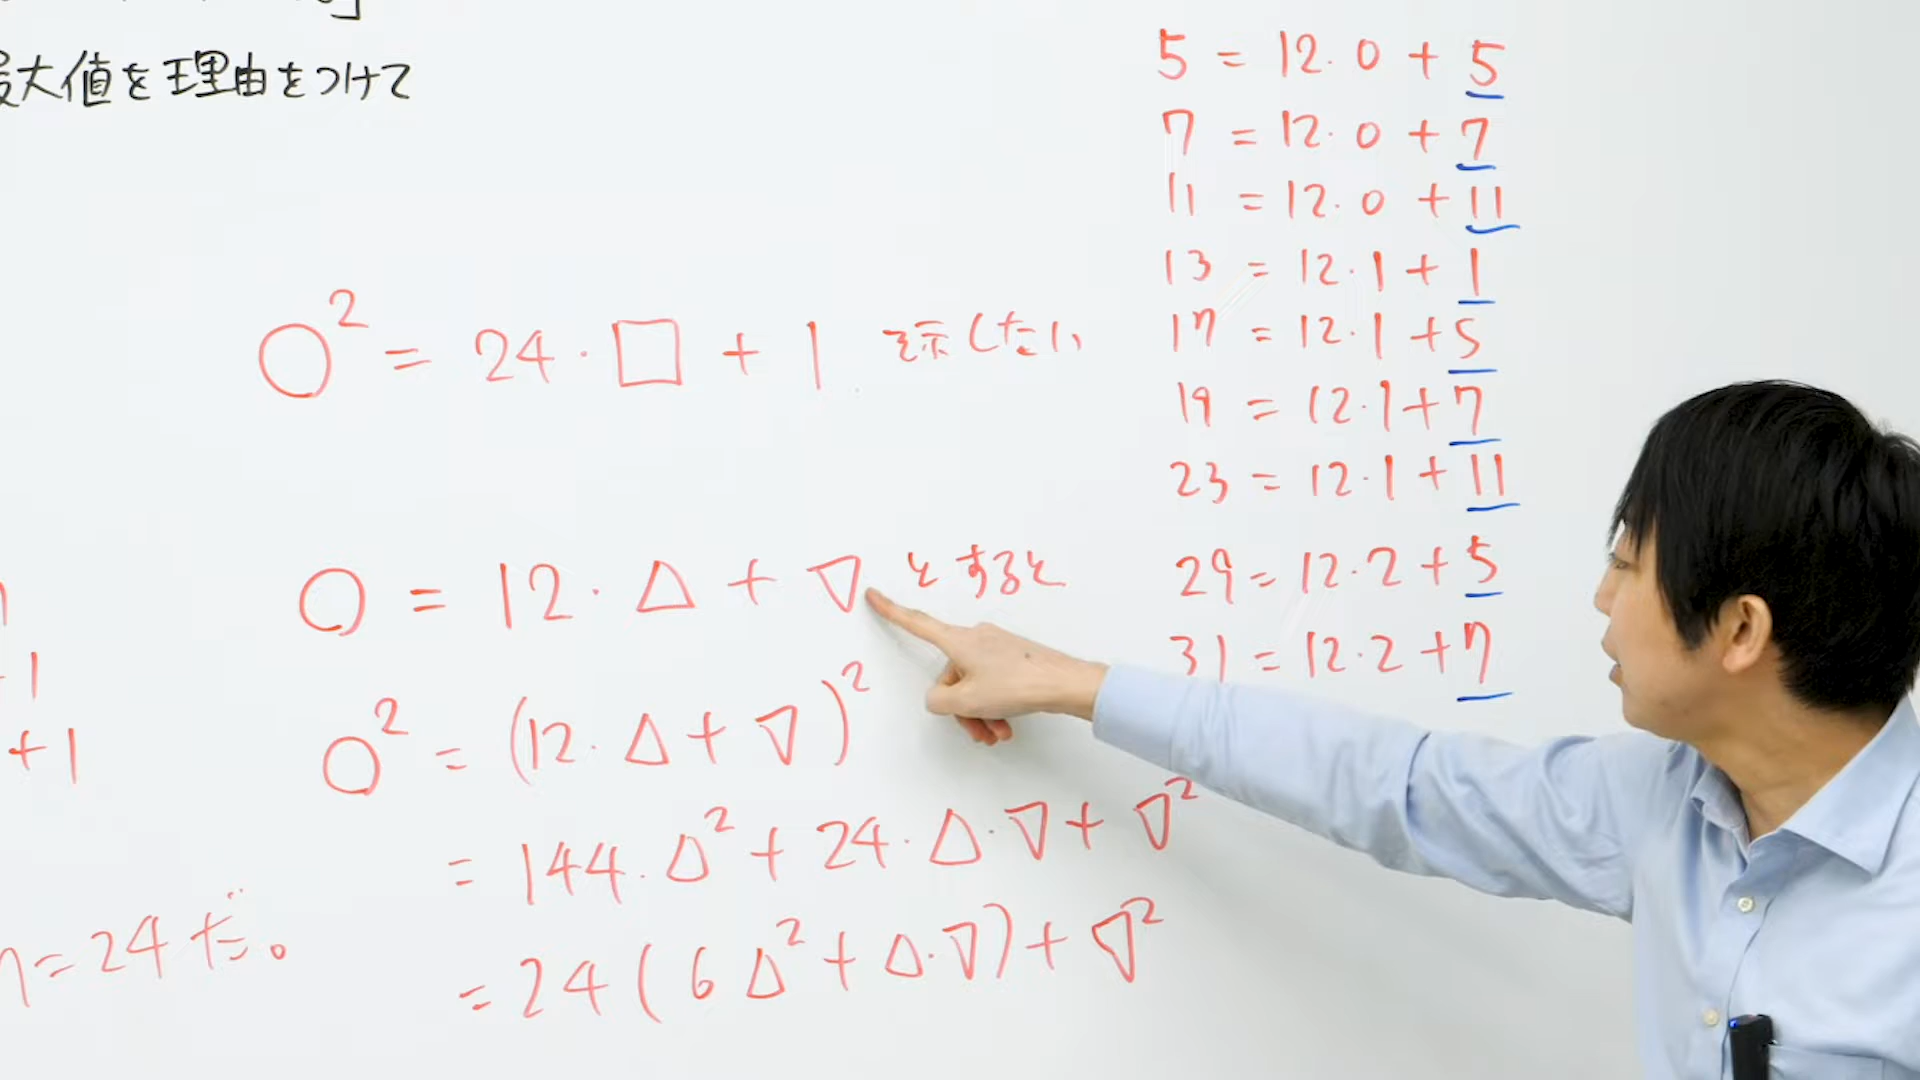 大値を理由をつけて
○² = 24・□ + 1 を示したい
○ = 12・△ + ▽ とすると
○² = (12・△ + ▽)²
= 144・△² + 24・△・▽ + ▽²
= 24(6△² + △・▽) + ▽²
+1
n=24だ。
5 = 12・0 + 5
7 = 12・0 + 7
11 = 12・0 + 11
13 = 12・1 + 1
17 = 12・1 + 5
19 = 12・1 + 7
23 = 12・1 + 11
29 = 12・2 + 5
31 = 12・2 + 7